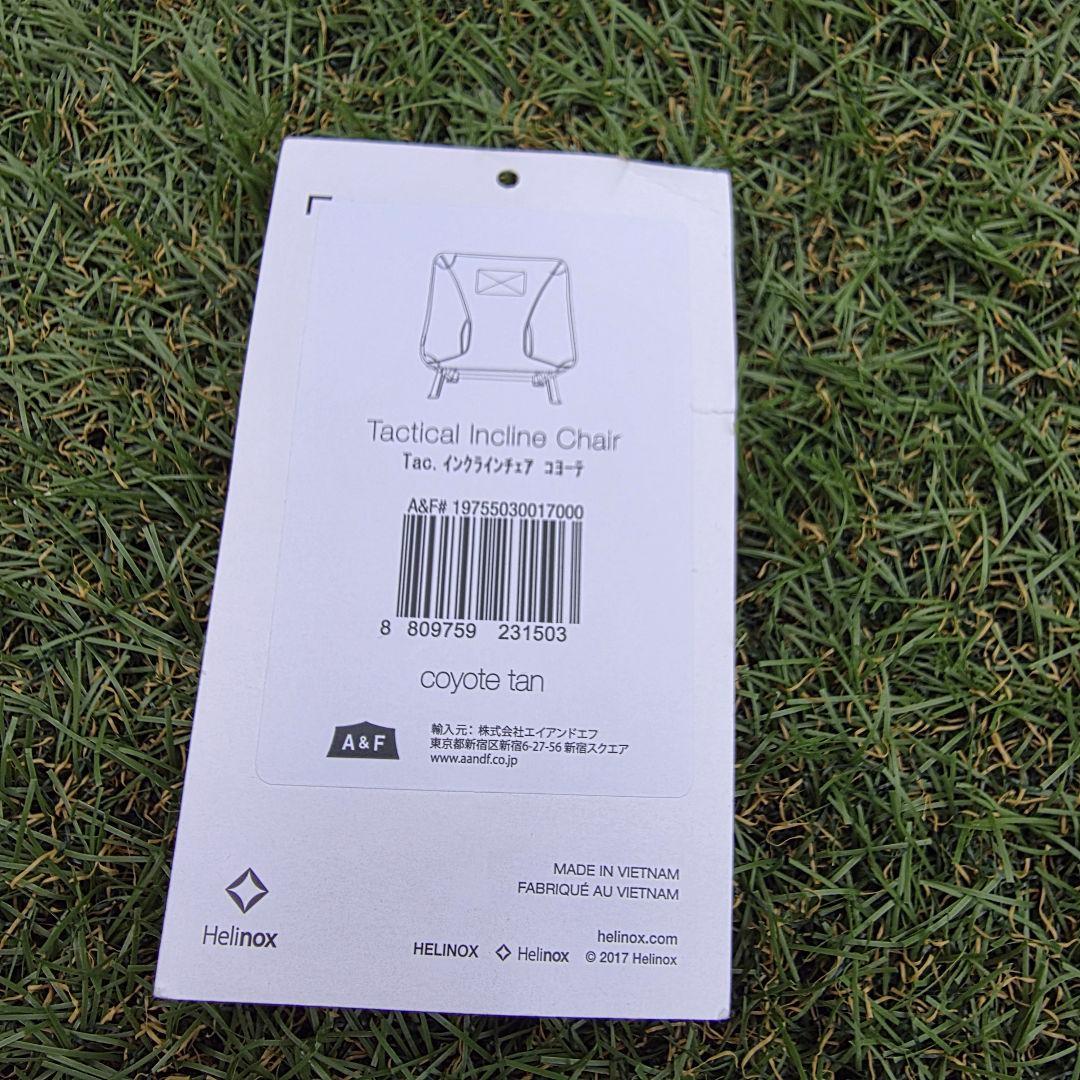 Tactical Incline Chair
Tac. インクラインチェア コヨーテ
A&F# 19755030017000
8 809759 231503
coyote tan
A & F
輸入元：株式会社エイアンドエフ
東京都新宿区新宿6-27-56 新宿スクエア
www.aandf.co.jp
MADE IN VIETNAM
FABRIQUÉ AU VIETNAM
Helinox
helinox.com
HELINOX Helinox © 2017 Helinox